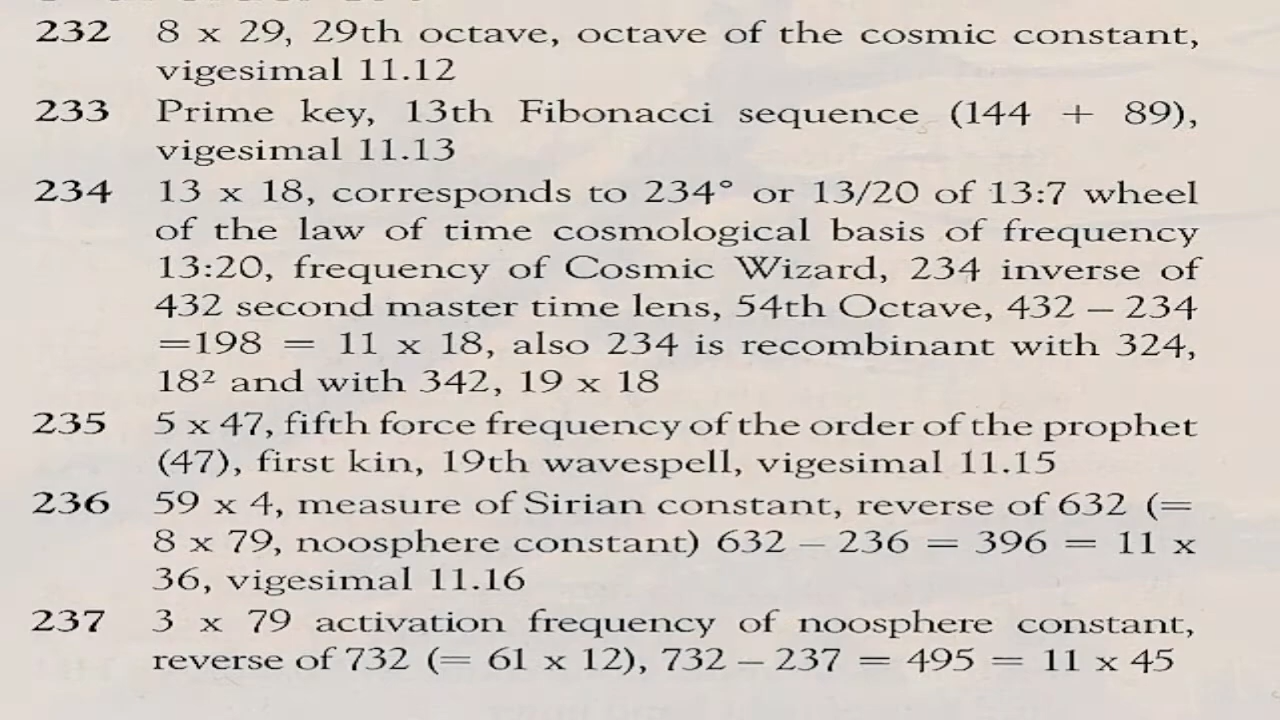 232 8 x 29, 29th octave, octave of the cosmic constant,
vigesimal 11.12
233 Prime key, 13th Fibonacci sequence (144 + 89),
vigesimal 11.13
234 13 x 18, corresponds to 234° or 13/20 of 13:7 wheel
of the law of time cosmological basis of frequency
13:20, frequency of Cosmic Wizard, 234 inverse of
432 second master time lens, 54th Octave, 432 – 234
=198 = 11 x 18, also 234 is recombinant with 324,
18² and with 342, 19 x 18
235 5 x 47, fifth force frequency of the order of the prophet
(47), first kin, 19th wavespell, vigesimal 11.15
236 59 x 4, measure of Sirian constant, reverse of 632 (=
8 x 79, noosphere constant) 632 – 236 = 396 = 11 x
36, vigesimal 11.16
237 3 x 79 activation frequency of noosphere constant,
reverse of 732 (= 61 x 12), 732 – 237 = 495 = 11 x 45